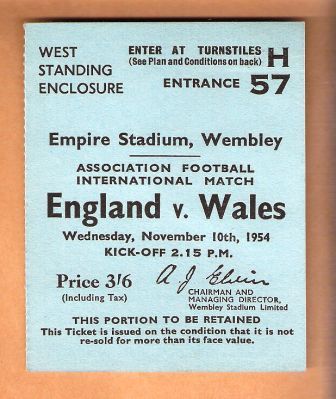 WEST
STANDING
ENCLOSURE
ENTER AT TURNSTILES H
(See Plan and Conditions on back)
ENTRANCE 57
Empire Stadium, Wembley
ASSOCIATION FOOTBALL
INTERNATIONAL MATCH
England v. Wales
Wednesday, November 10th, 1954
KICK-OFF 2.15 P.M.
Price 3/6
(Including Tax)
A J Elvin
CHAIRMAN AND
MANAGING DIRECTOR,
Wembley Stadium Limited
THIS PORTION TO BE RETAINED
This Ticket is issued on the condition that it is not
re-sold for more than its face value.